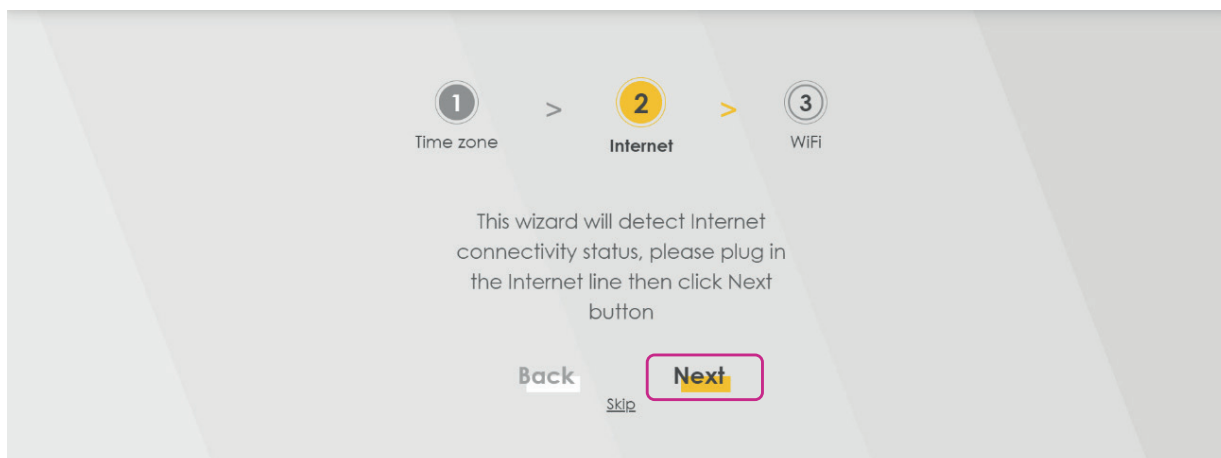 1 > 2 > 3
Time zone Internet WiFi
This wizard will detect Internet
connectivity status, please plug in
the Internet line then click Next
button
Back Next
Skip